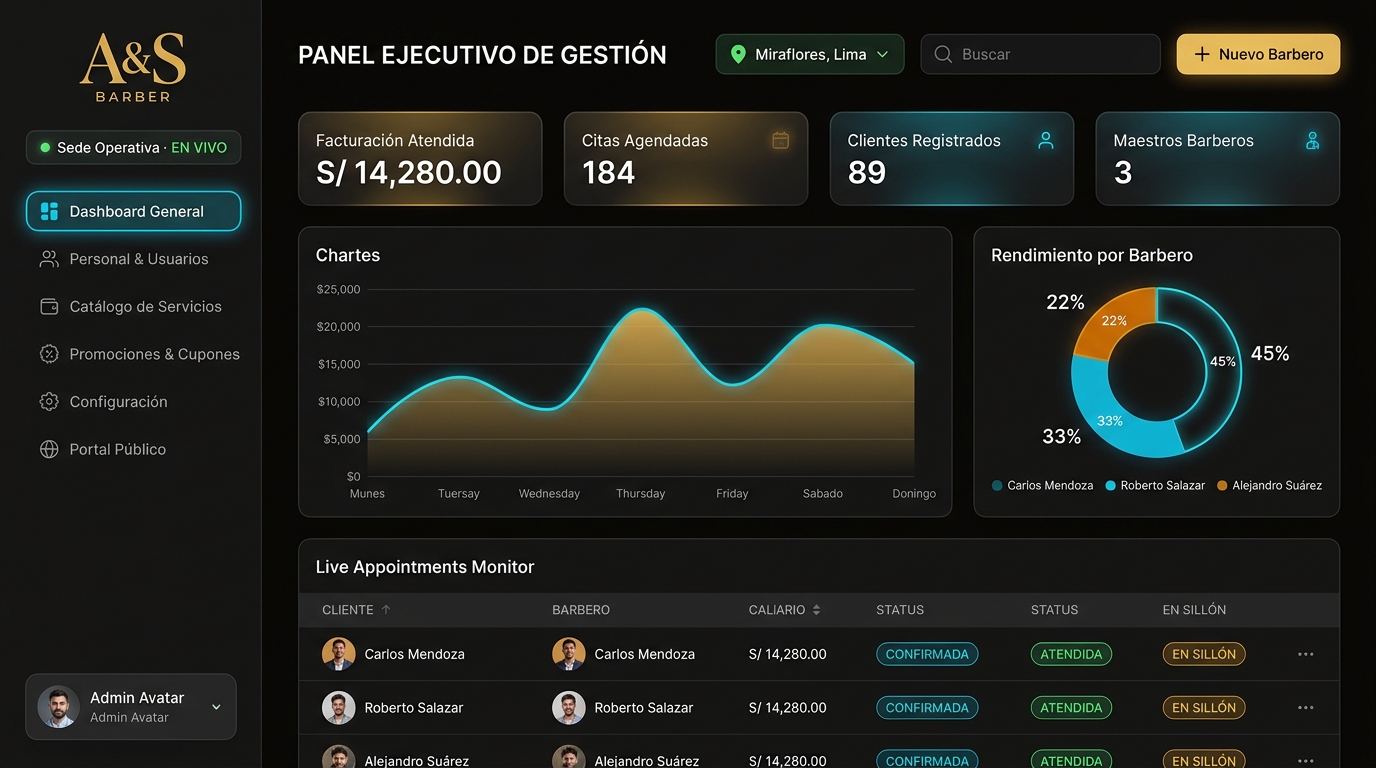 A&S
BARBER
Sede Operativa · EN VIVO
Dashboard General
Personal & Usuarios
Catálogo de Servicios
Promociones & Cupones
Configuración
Portal Público
Admin Avatar
Admin Avatar
PANEL EJECUTIVO DE GESTIÓN
Miraflores, Lima
Buscar
+ Nuevo Barbero
Facturación Atendida
S/ 14,280.00
Citas Agendadas
184
Clientes Registrados
89
Maestros Barberos
3
Chartes
$25,000
$20,000
$15,000
$10,000
$5,000
$0
Munes Tuersay Wednesday Thursday Friday Sabado Doningo
Rendimiento por Barbero
22%
22%
45%
45%
33%
33%
Carlos Mendoza Roberto Salazar Alejandro Suárez
Live Appointments Monitor
CLIENTE BARBERO CALIARIO STATUS STATUS EN SILLÓN
Carlos Mendoza Carlos Mendoza S/ 14,280.00 CONFIRMADA ATENDIDA EN SILLÓN
Roberto Salazar Roberto Salazar S/ 14,280.00 CONFIRMADA ATENDIDA EN SILLÓN
Alejandro Suárez Alejandro Suárez S/ 14,280.00 CONFIRMADA ATENDIDA EN SILLÓN